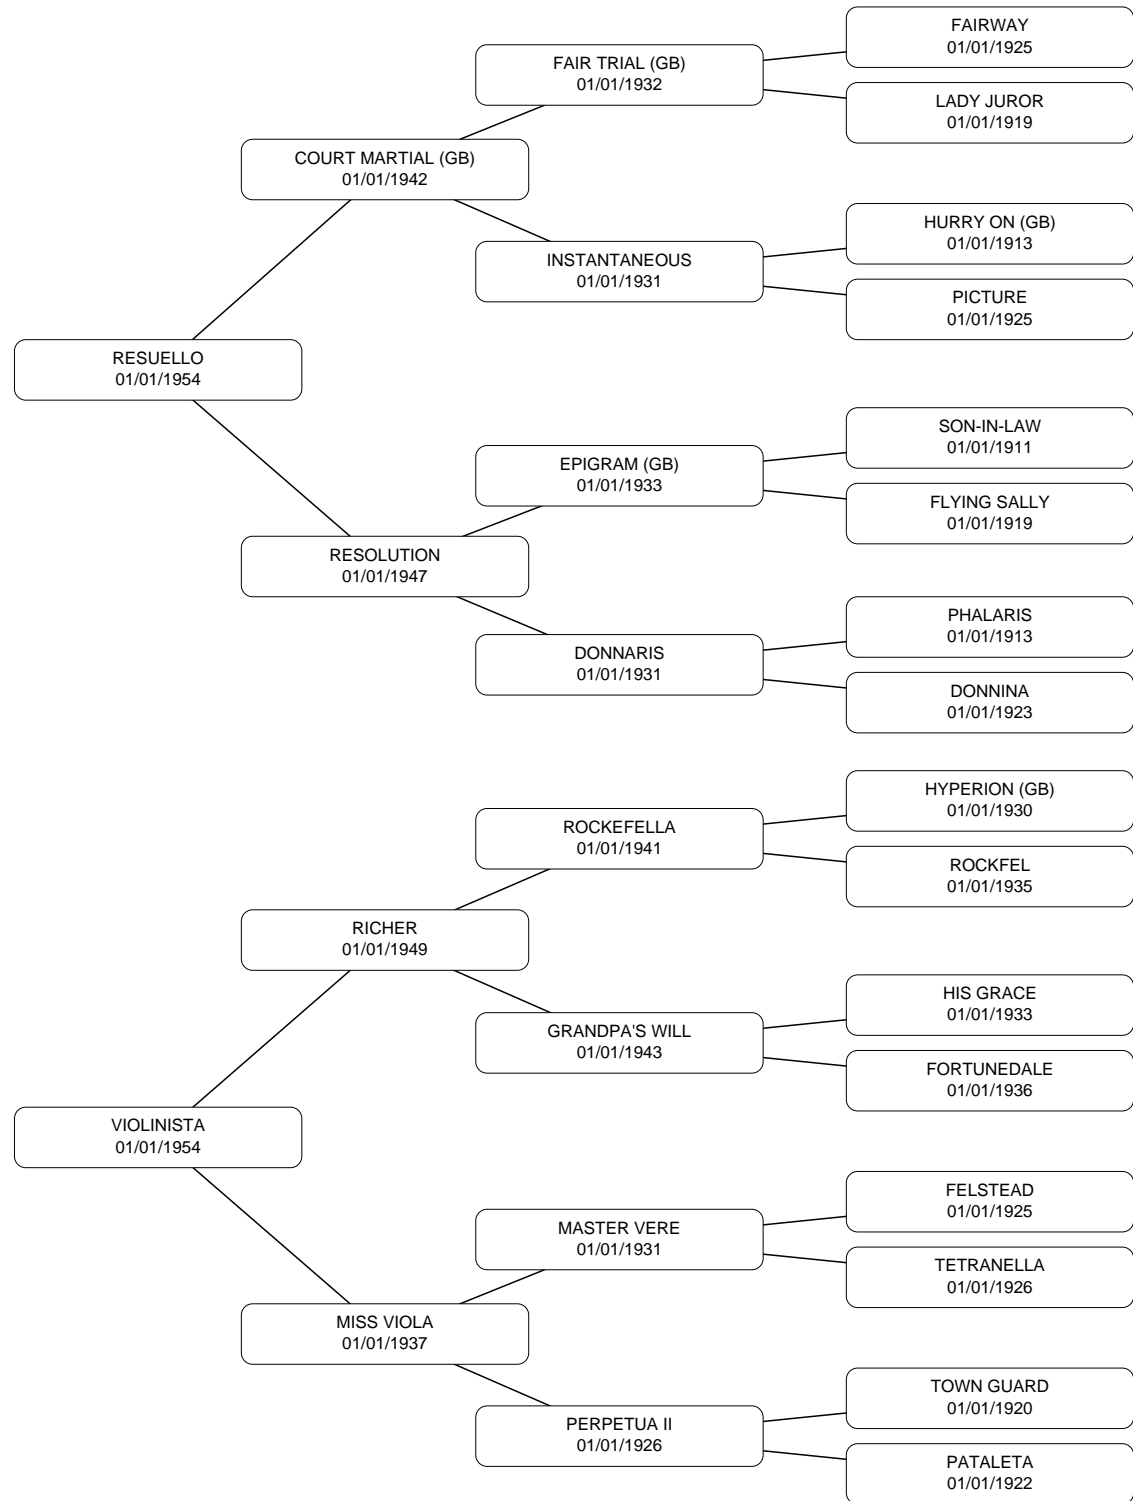 FAIRWAY
01/01/1925
FAIR TRIAL (GB)
01/01/1932
LADY JUROR
01/01/1919
COURT MARTIAL (GB)
01/01/1942
HURRY ON (GB)
01/01/1913
INSTANTANEOUS
01/01/1931
PICTURE
01/01/1925
RESUELLO
01/01/1954
SON-IN-LAW
01/01/1911
EPIGRAM (GB)
01/01/1933
FLYING SALLY
01/01/1919
RESOLUTION
01/01/1947
PHALARIS
01/01/1913
DONNARIS
01/01/1931
DONNINA
01/01/1923
HYPERION (GB)
01/01/1930
ROCKEFELLA
01/01/1941
ROCKFEL
01/01/1935
RICHER
01/01/1949
HIS GRACE
01/01/1933
GRANDPA'S WILL
01/01/1943
FORTUNEDALE
01/01/1936
VIOLINISTA
01/01/1954
FELSTEAD
01/01/1925
MASTER VERE
01/01/1931
TETRANELLA
01/01/1926
MISS VIOLA
01/01/1937
TOWN GUARD
01/01/1920
PERPETUA II
01/01/1926
PATALETA
01/01/1922